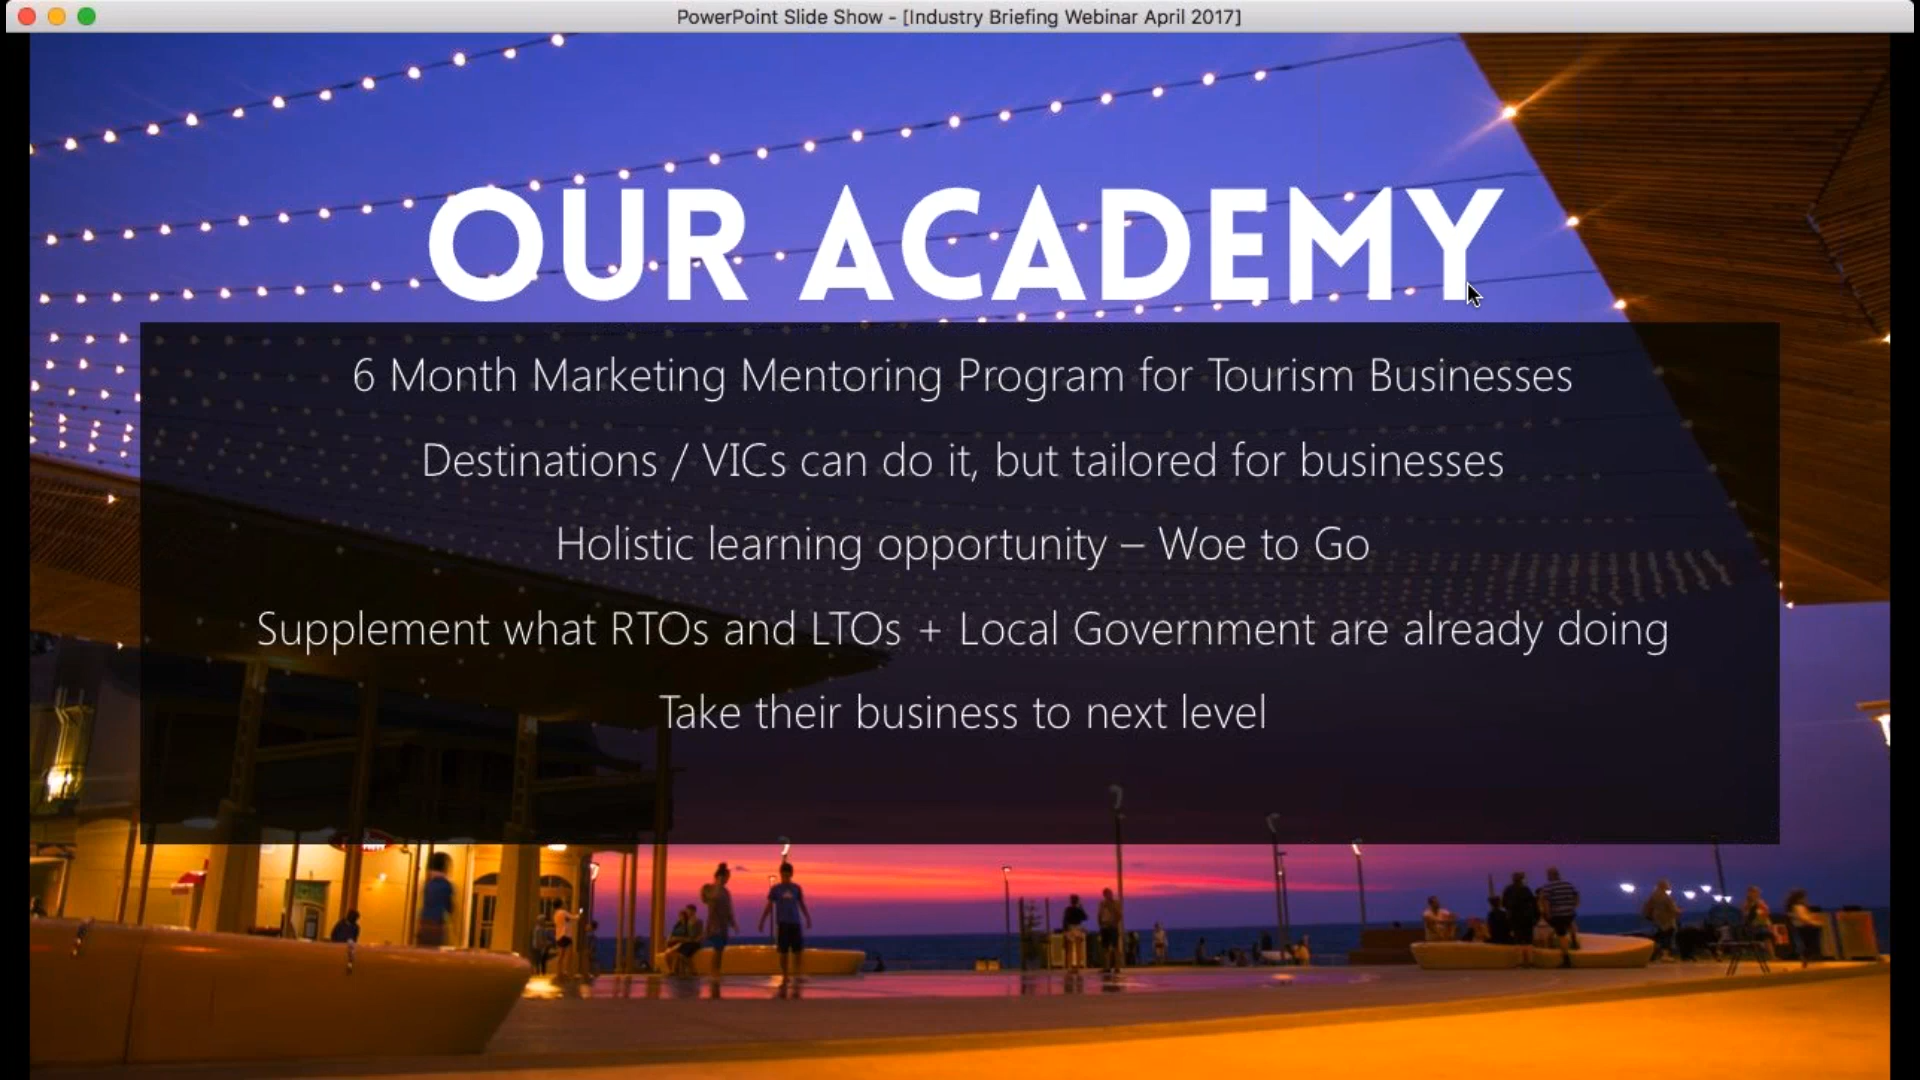 PowerPoint Slide Show - [Industry Briefing Webinar April 2017]
OUR ACADEMY
6 Month Marketing Mentoring Program for Tourism Businesses
Destinations / VICs can do it, but tailored for businesses
Holistic learning opportunity – Woe to Go
Supplement what RTOs and LTOs + Local Government are already doing
Take their business to next level